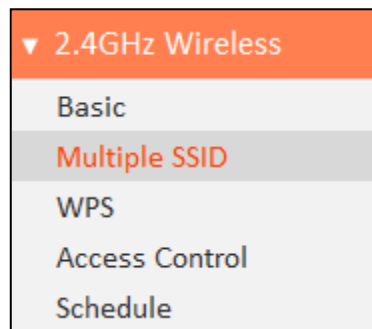 2.4GHz Wireless
Basic
Multiple SSID
WPS
Access Control
Schedule